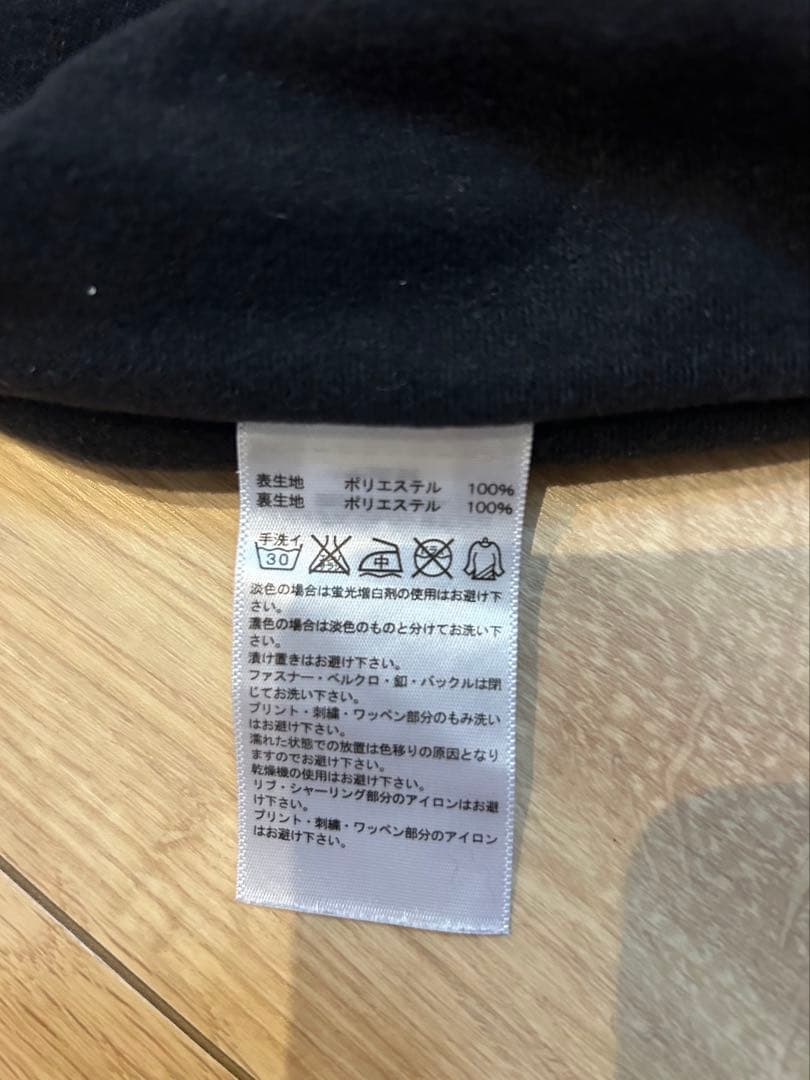 表生地 ポリエステル 100%
裏生地 ポリエステル 100%
手洗イ
30
中
淡色の場合は蛍光増白剤の使用はお避け下
さい。
濃色の場合は淡色のものと分けてお洗い下
さい。
漬け置きはお避け下さい。
ファスナー・ベルクロ・釦・バックルは閉
じてお洗い下さい。
プリント・刺繍・ワッペン部分のもみ洗い
はお避け下さい。
濡れた状態での放置は色移りの原因となり
ますのでお避け下さい。
乾燥機の使用はお避け下さい。
リブ・シャーリング部分のアイロンはお避
け下さい。
プリント・刺繍・ワッペン部分のアイロン
はお避け下さい。